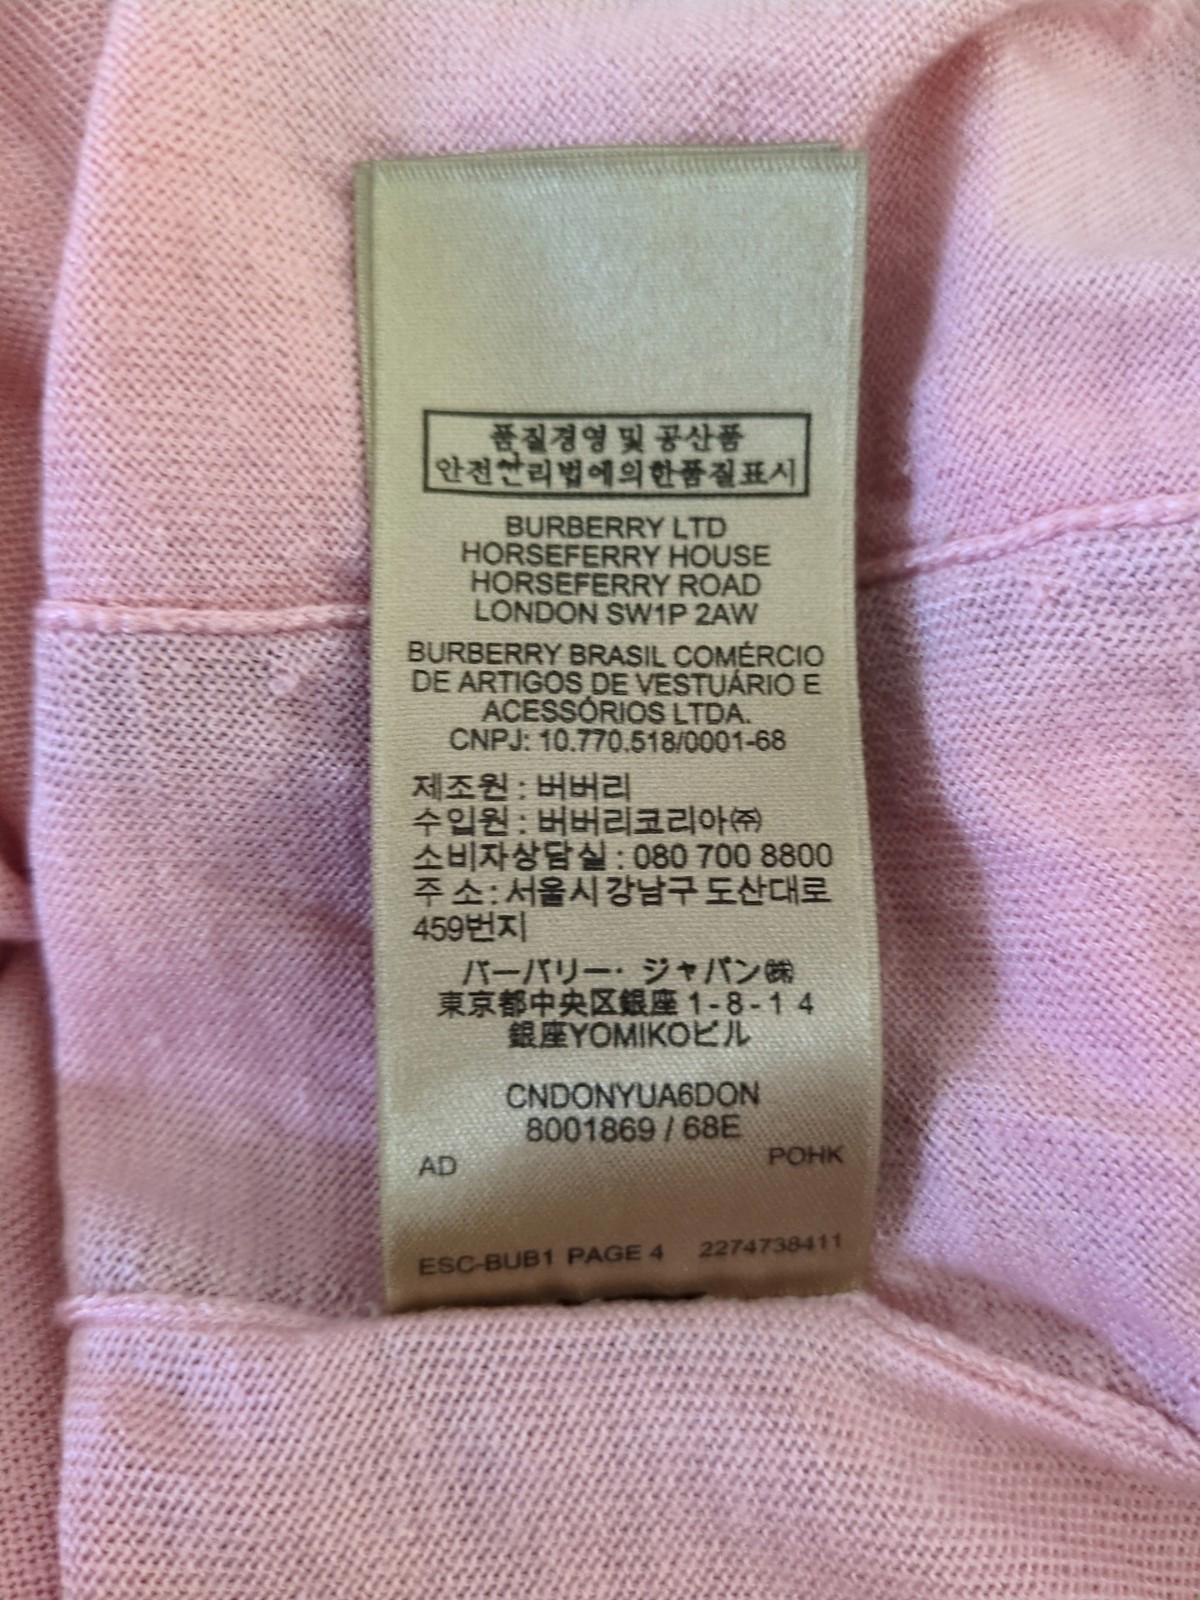 품질경영 및 공산품
안전관리법에의한품질표시
BURBERRY LTD
HORSEFERRY HOUSE
HORSEFERRY ROAD
LONDON SW1P 2AW
BURBERRY BRASIL COMÉRCIO
DE ARTIGOS DE VESTUÁRIO E
ACESSÓRIOS LTDA.
CNPJ: 10.770.518/0001-68
제조원 : 버버리
수입원 : 버버리코리아㈜
소비자상담실 : 080 700 8800
주 소 : 서울시 강남구 도산대로
459번지
バーバリー・ジャパン㈱
東京都中央区銀座 1-8-1 4
銀座YOMIKOビル
CNDONYUA6DON
8001869 / 68E
AD POHK
ESC-BUB1 PAGE 4 2274738411